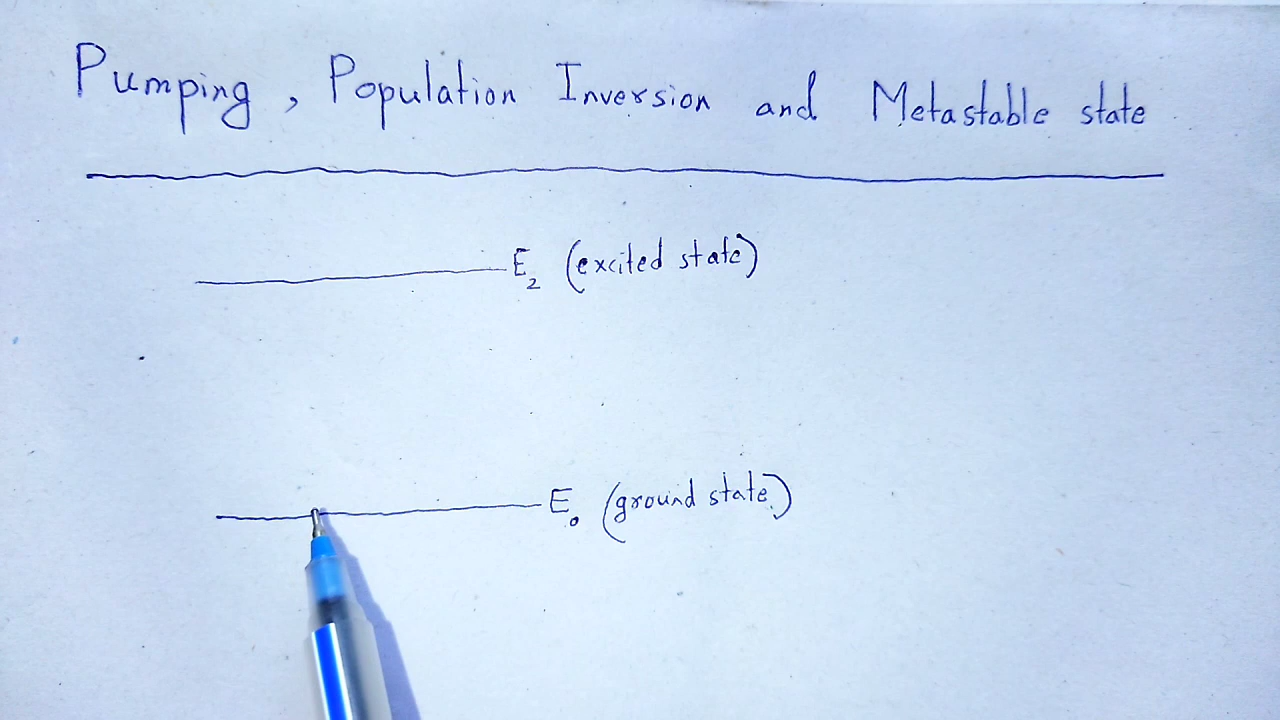 Pumping, Population Inversion and Metastable state
E₂ (excited state)
E₀ (ground state)